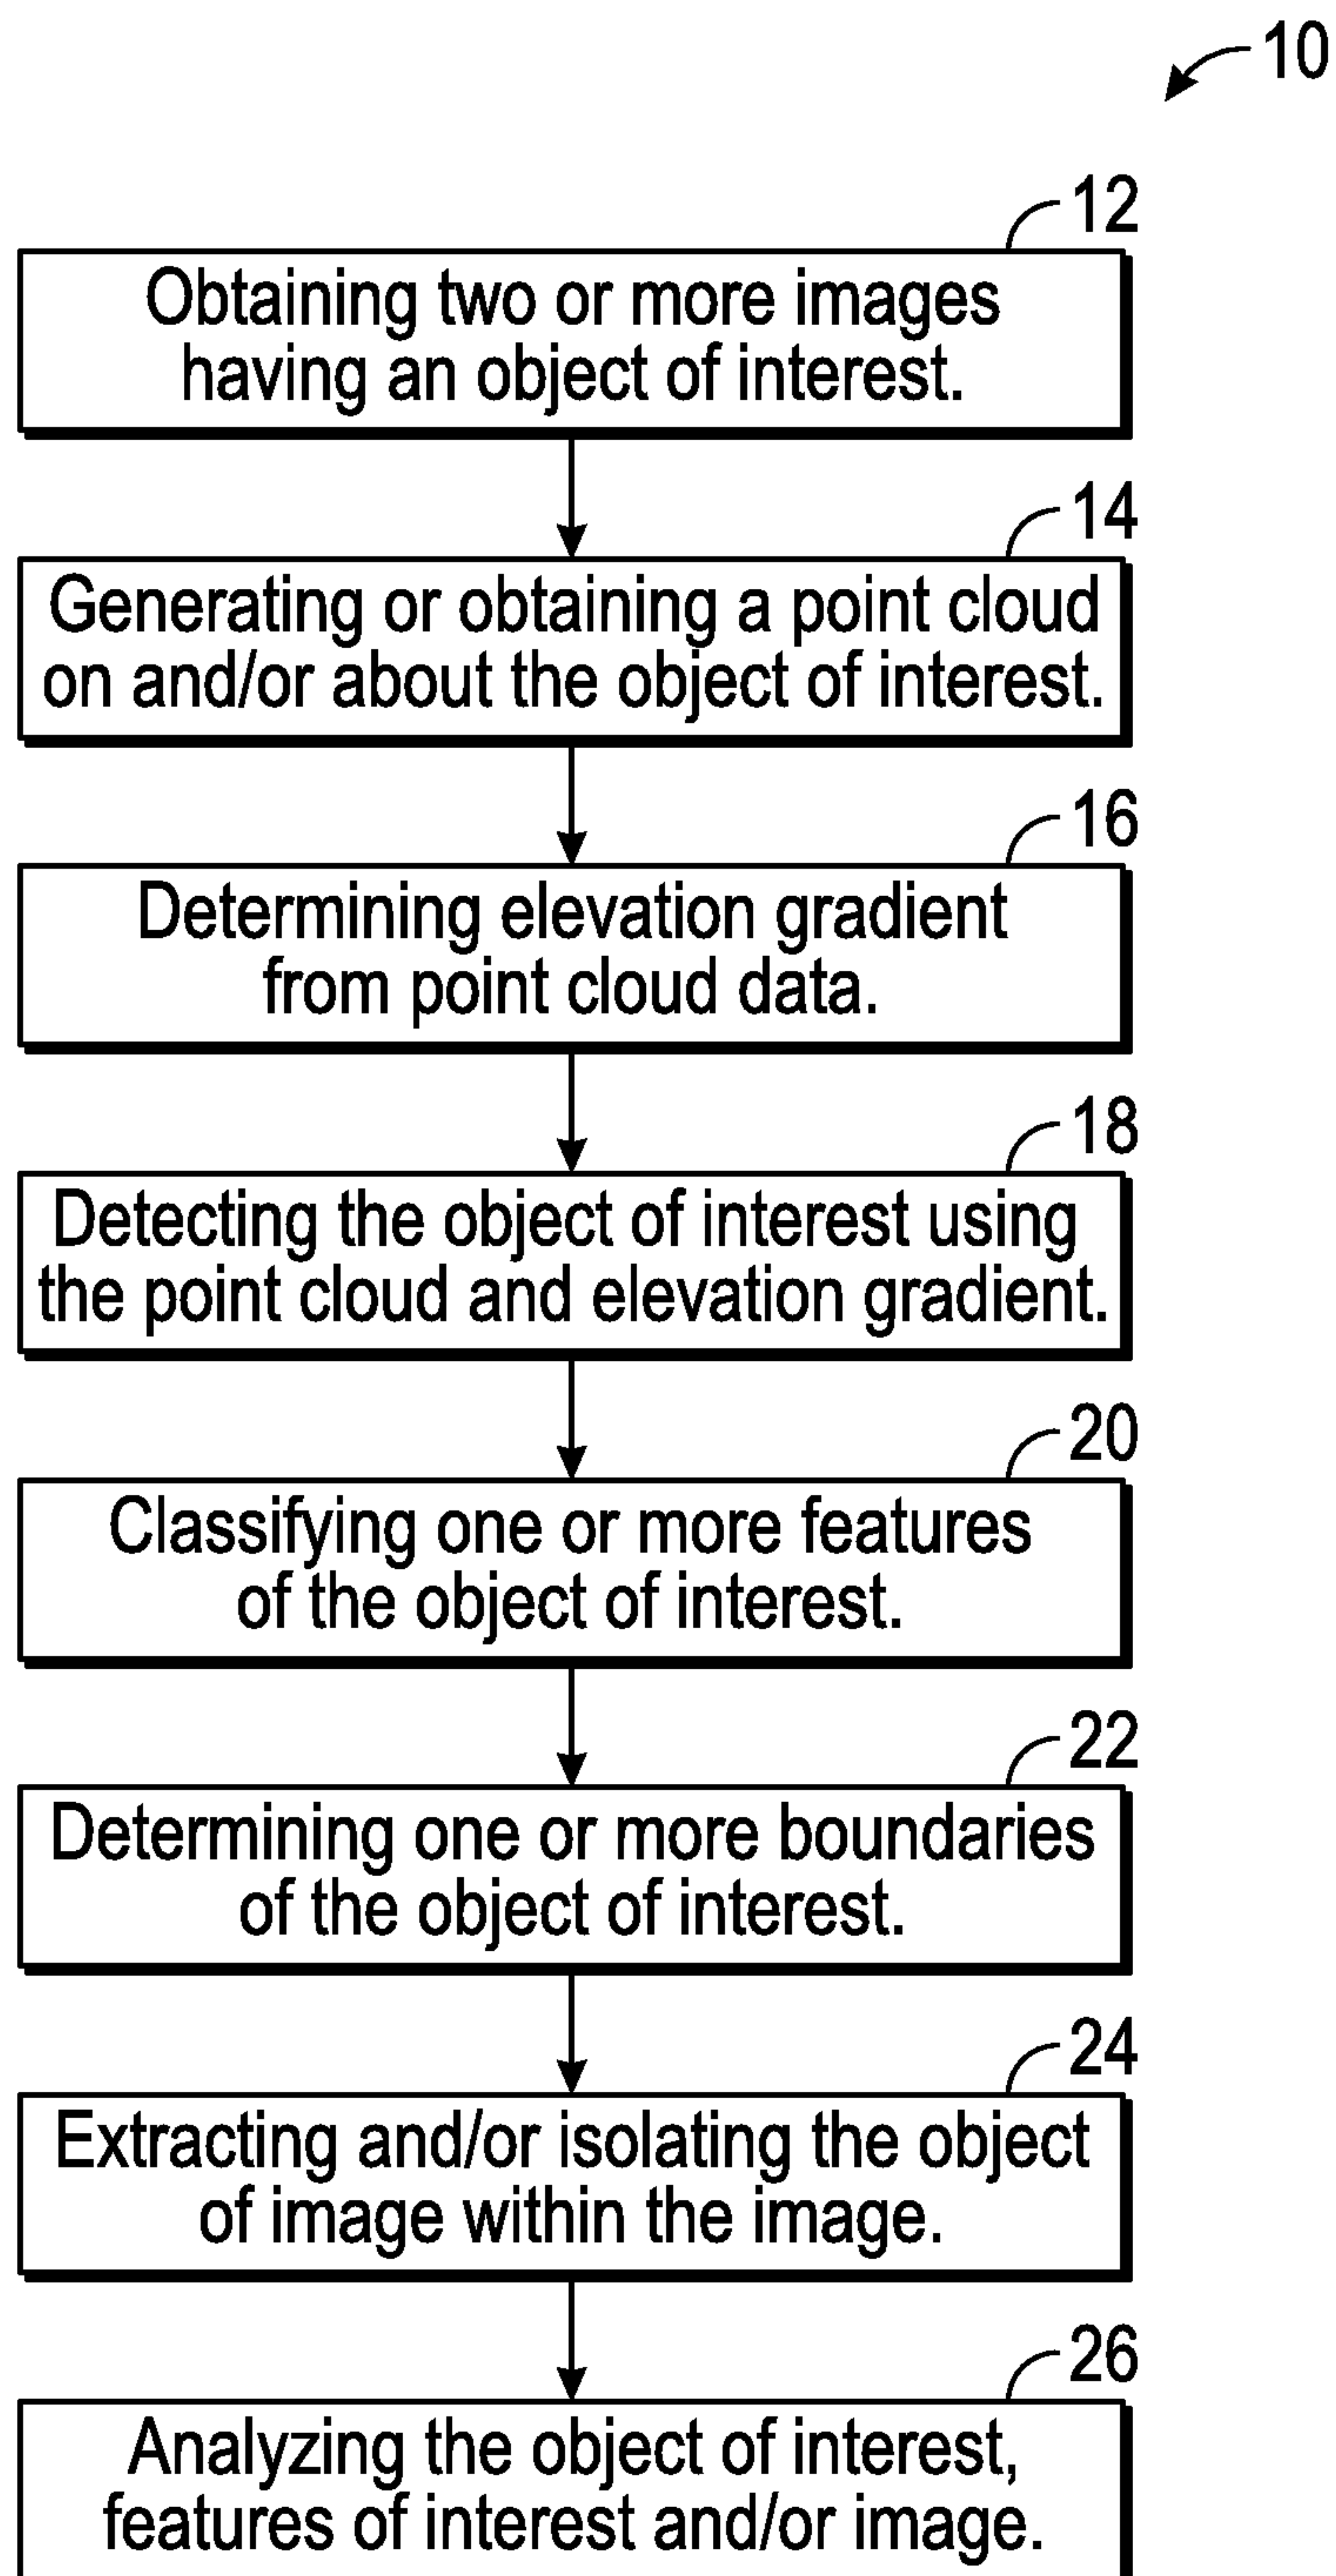 10
12
Obtaining two or more images
having an object of interest.
14
Generating or obtaining a point cloud
on and/or about the object of interest.
16
Determining elevation gradient
from point cloud data.
18
Detecting the object of interest using
the point cloud and elevation gradient.
20
Classifying one or more features
of the object of interest.
22
Determining one or more boundaries
of the object of interest.
24
Extracting and/or isolating the object
of image within the image.
26
Analyzing the object of interest,
features of interest and/or image.